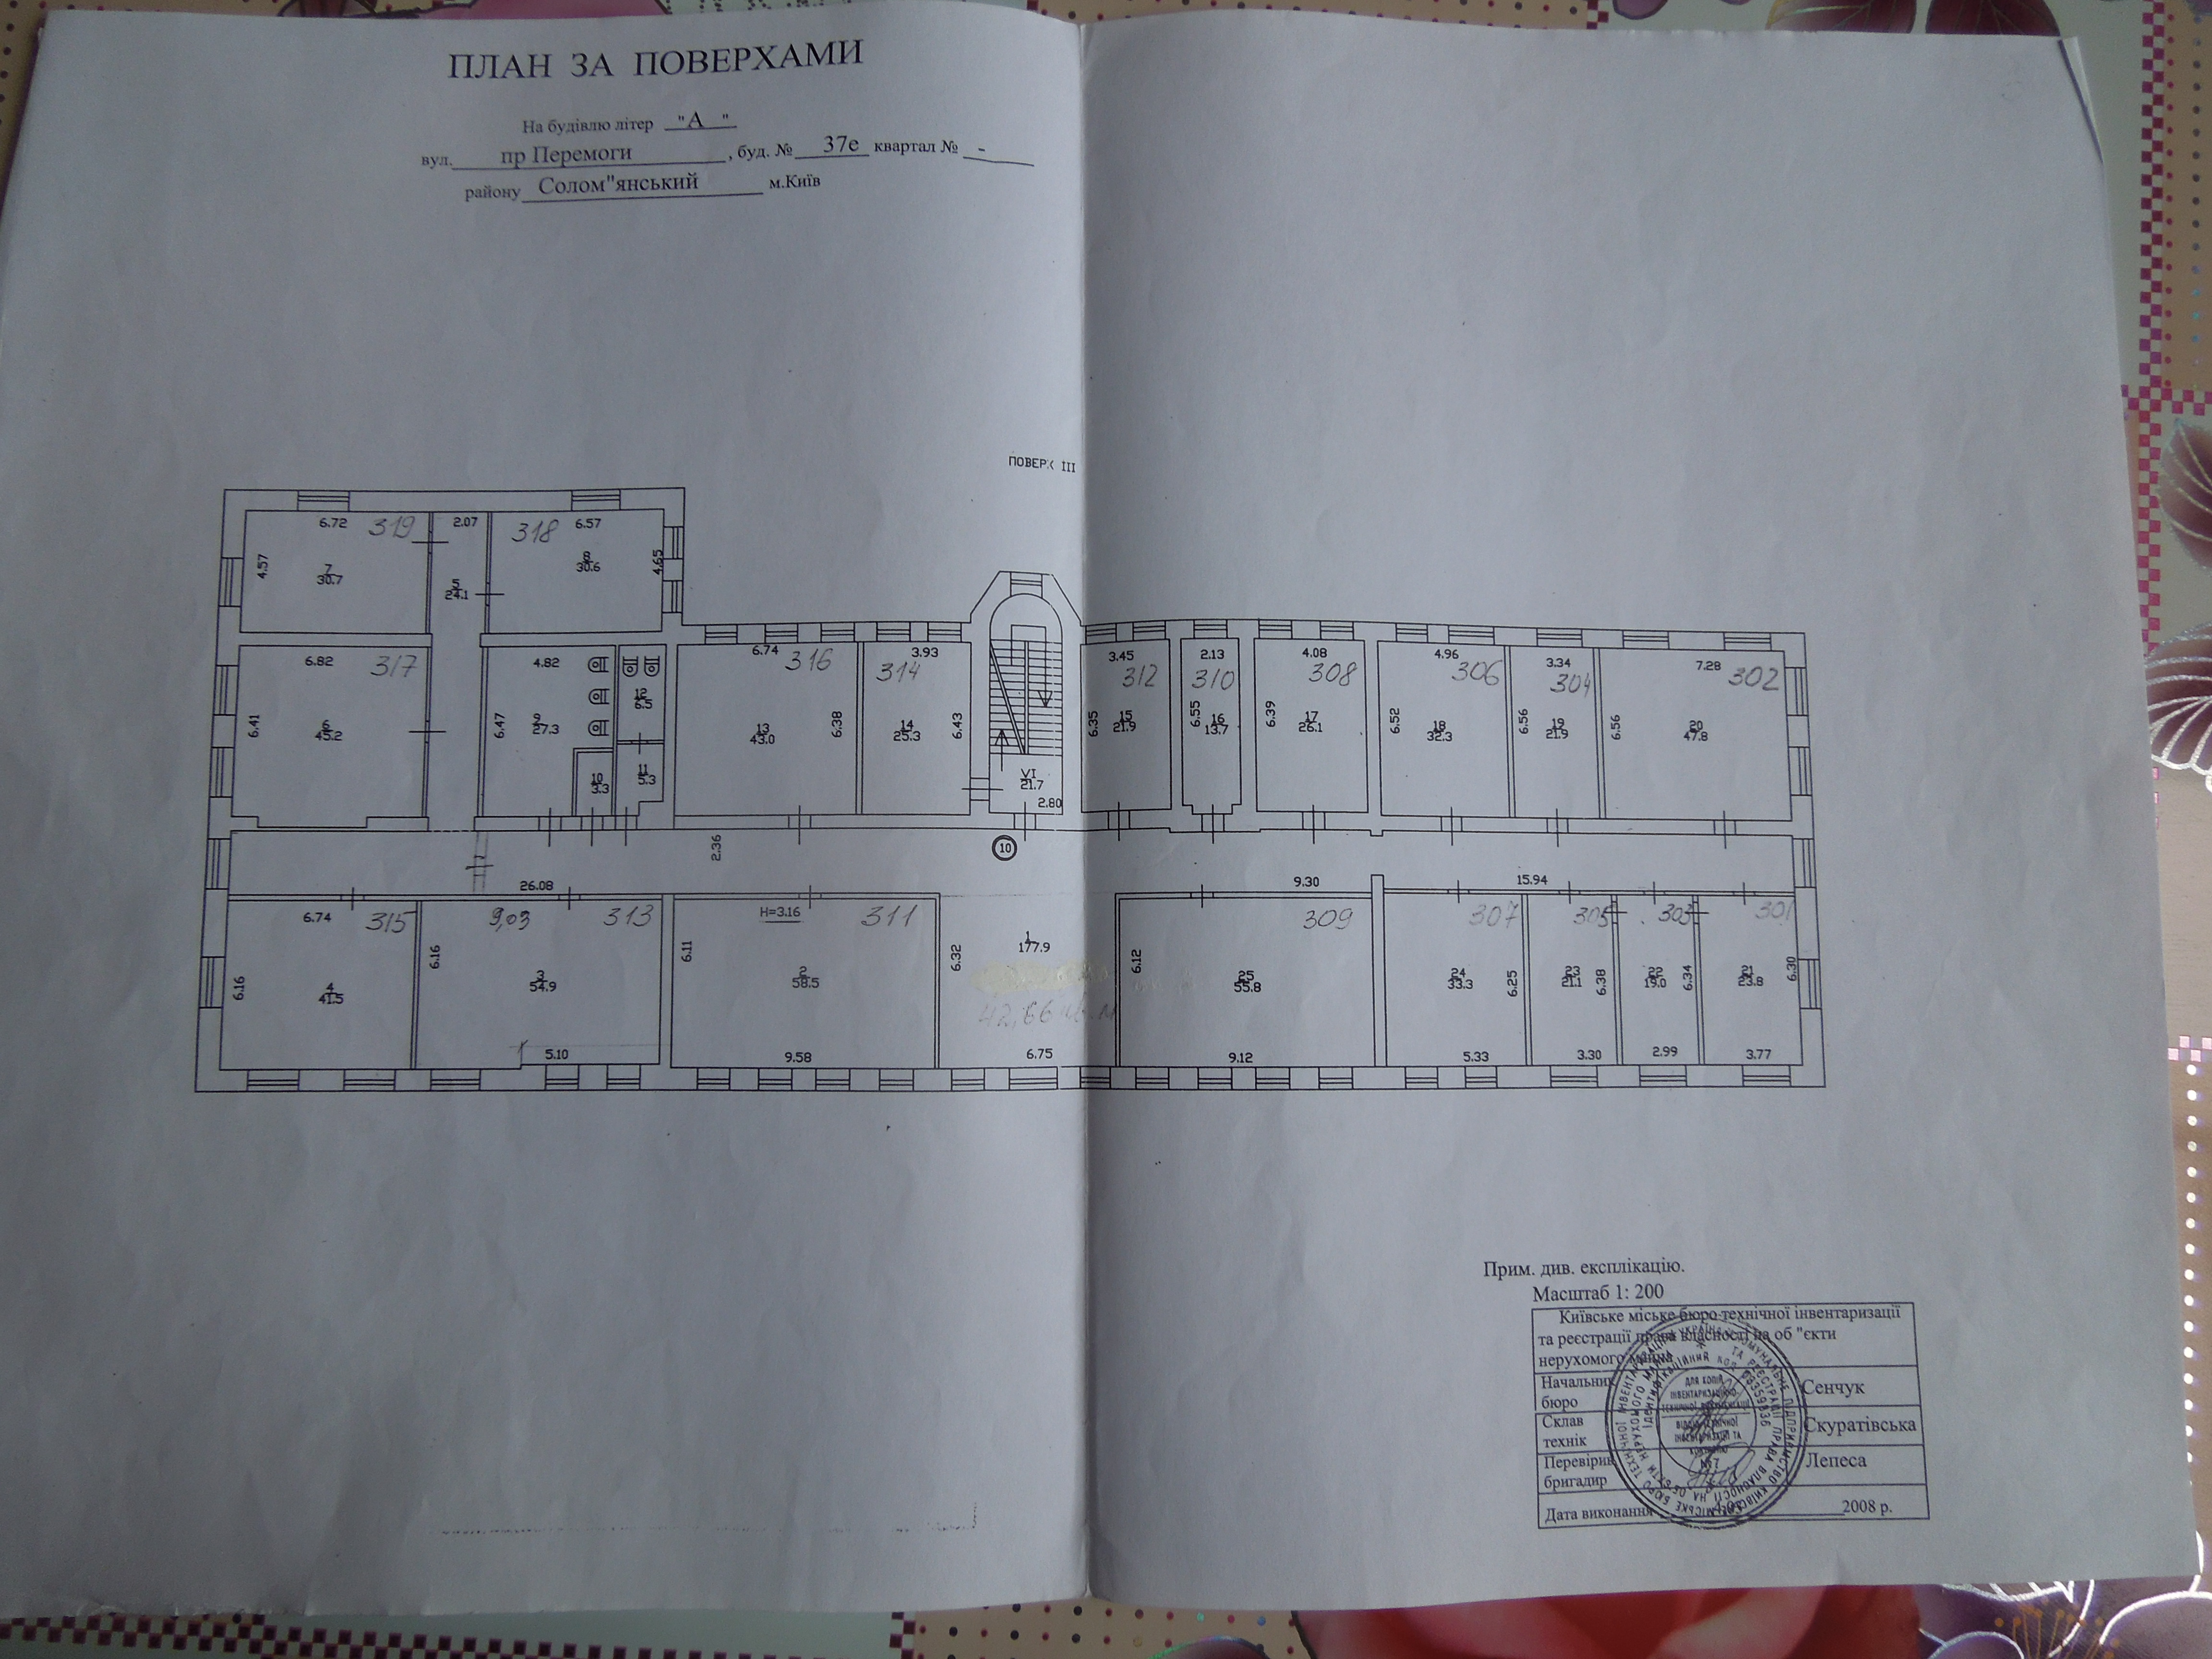 ПЛАН ЗА ПОВЕРХАМИ
На будівлю літер "А "
вул. пр Перемоги , буд. № 37е квартал № -
району Солом"янський м.Київ
ПОВЕРХ III
6.72 319 2.07 318 6.57
4.57 7 30.7 5 24.1 8 30.6 4.65
6.82 317 4.82 6.74 316 3.93 314 3.45 312 2.13 310 4.08 308 4.96 306 3.34 304 7.28 302
6.41 6 45.2 6.47 9 27.3 12 6.5 13 43.0 6.38 14 25.3 6.43 6.35 15 21.9 6.55 16 13.7 6.39 17 26.1 6.52 18 32.3 6.56 19 21.9 6.56 20 47.8
10 3.3 11 5.3 VI 21.7 2.80
2.36 10
26.08 9.30 15.94
6.74 315 9,03 313 H=3.16 311 309 307 305 303 301
6.16 4 41.5 6.16 3 54.9 6.11 2 58.5 6.32 1 177.9 6.12 25 55.8 24 33.3 6.25 23 21.1 6.38 22 19.0 6.34 21 23.8 6.30
42,66 кв.м
5.10 9.58 6.75 9.12 5.33 3.30 2.99 3.77
Прим. див. експлікацію.
Масштаб 1: 200
Київське міське бюро технічної інвентаризації
та реєстрації права власності на об "єкти
нерухомого майна
Начальник бюро Сенчук
Склав технік Скуратівська
Перевірив бригадир Лепеса
Дата виконання 2008 р.
ДЛЯ КОПІЙ
ІНВЕНТАРИЗАЦІЙНО-
№7